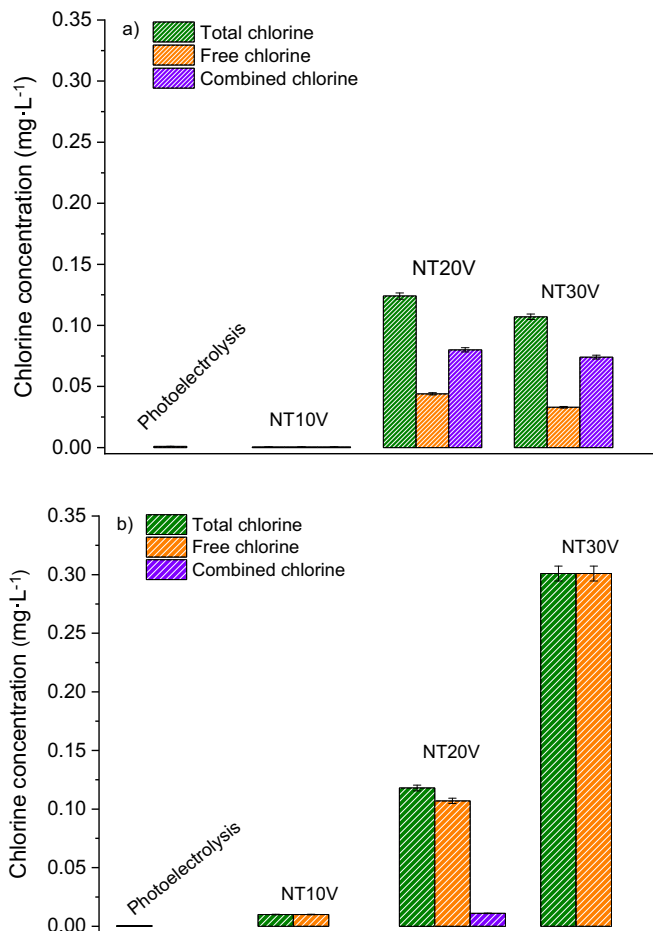 a)
Total chlorine
Free chlorine
Combined chlorine
Chlorine concentration (mg·L⁻¹)
0.35
0.30
0.25
0.20
0.15
0.10
0.05
0.00
Photoelectrolysis
NT10V
NT20V
NT30V
b)
Total chlorine
Free chlorine
Combined chlorine
Chlorine concentration (mg·L⁻¹)
0.35
0.30
0.25
0.20
0.15
0.10
0.05
0.00
Photoelectrolysis
NT10V
NT20V
NT30V